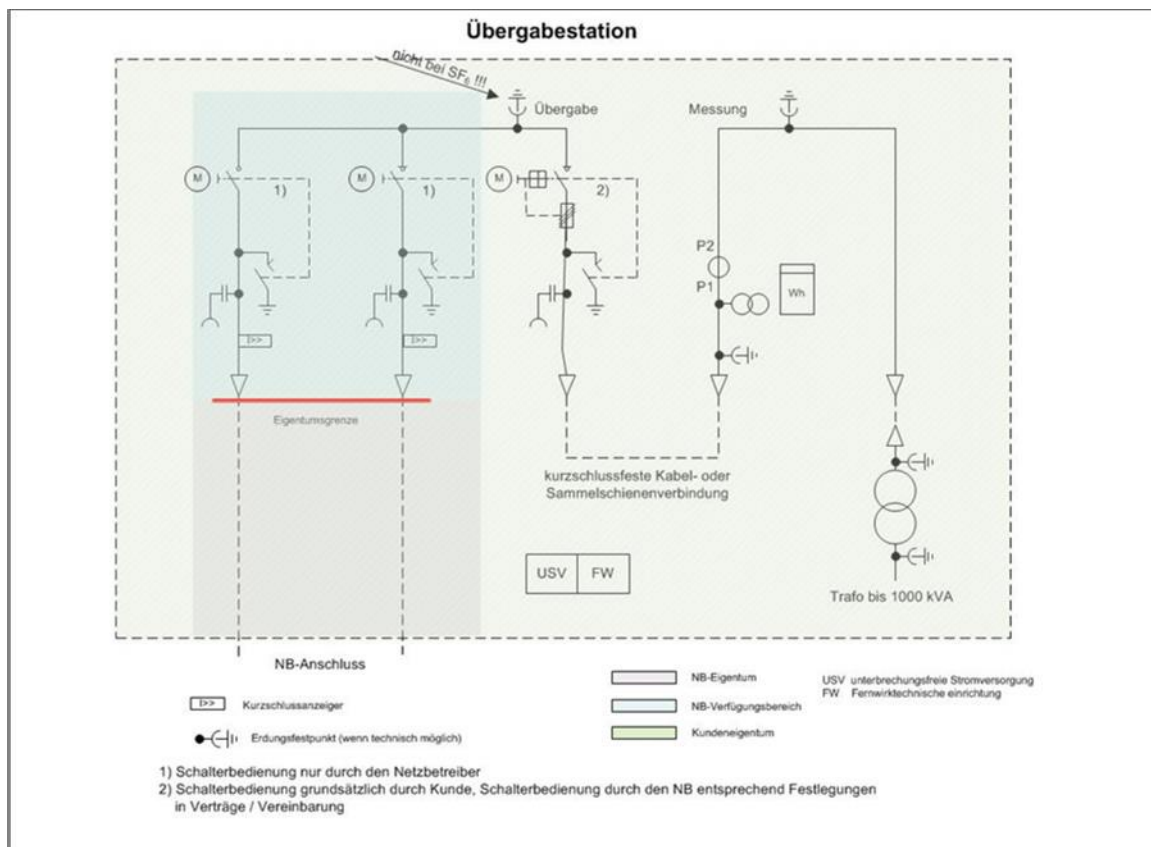 Übergabestation
nicht bei SF6 !!!
Übergabe
Messung
M
1)
M
1)
M
2)
P2
P1
Wh
I>>
I>>
Eigentumsgrenze
kurzschlussfeste Kabel- oder
Sammelschienenverbindung
USV
FW
Trafo bis 1000 kVA
NB-Anschluss
I>>
Kurzschlussanzeiger
Erdungsfestpunkt (wenn technisch möglich)
NB-Eigentum
NB-Verfügungsbereich
Kundeneigentum
USV unterbrechungsfreie Stromversorgung
FW Fernwirktechnische einrichtung
1) Schalterbedienung nur durch den Netzbetreiber
2) Schalterbedienung grundsätzlich durch Kunde, Schalterbedienung durch den NB entsprechend Festlegungen
in Verträge / Vereinbarung